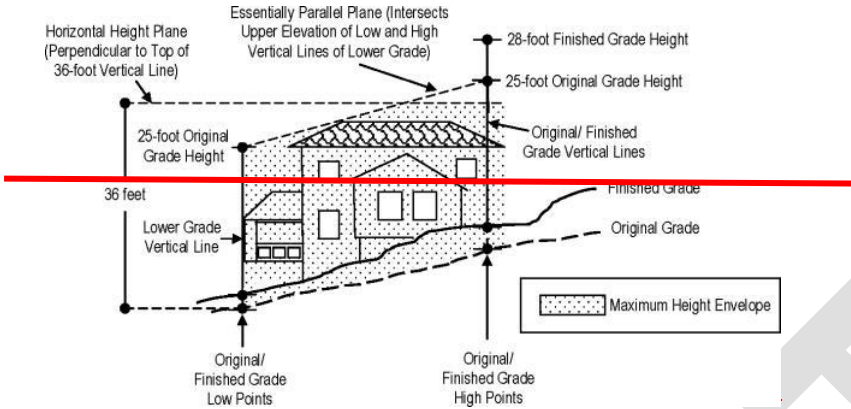 Essentially Parallel Plane (Intersects
Upper Elevation of Low and High
Vertical Lines of Lower Grade)
Horizontal Height Plane
(Perpendicular to Top of
36-foot Vertical Line)
28-foot Finished Grade Height
25-foot Original Grade Height
25-foot Original
Grade Height
Original/ Finished
Grade Vertical Lines
36 feet
Finished Grade
Lower Grade
Vertical Line
Original Grade
Maximum Height Envelope
Original/
Finished Grade
Low Points
Original/
Finished Grade
High Points